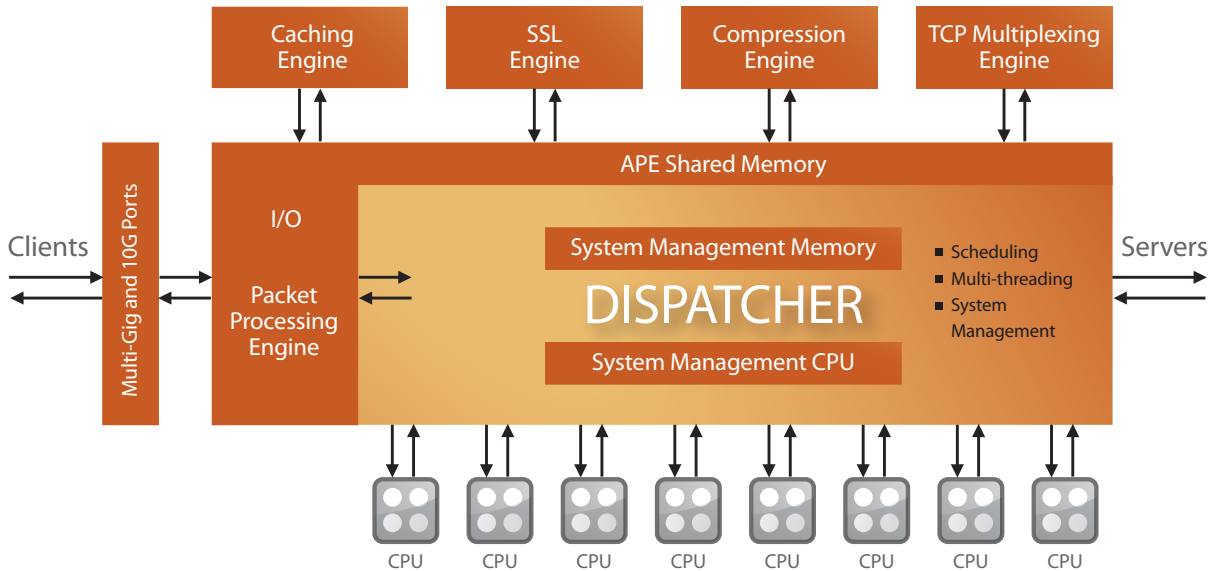 Caching
Engine
SSL
Engine
Compression
Engine
TCP Multiplexing
Engine
APE Shared Memory
Clients
Multi-Gig and 10G Ports
I/O
Packet
Processing
Engine
System Management Memory
DISPATCHER
System Management CPU
■ Scheduling
■ Multi-threading
■ System
Management
Servers
CPU
CPU
CPU
CPU
CPU
CPU
CPU
CPU